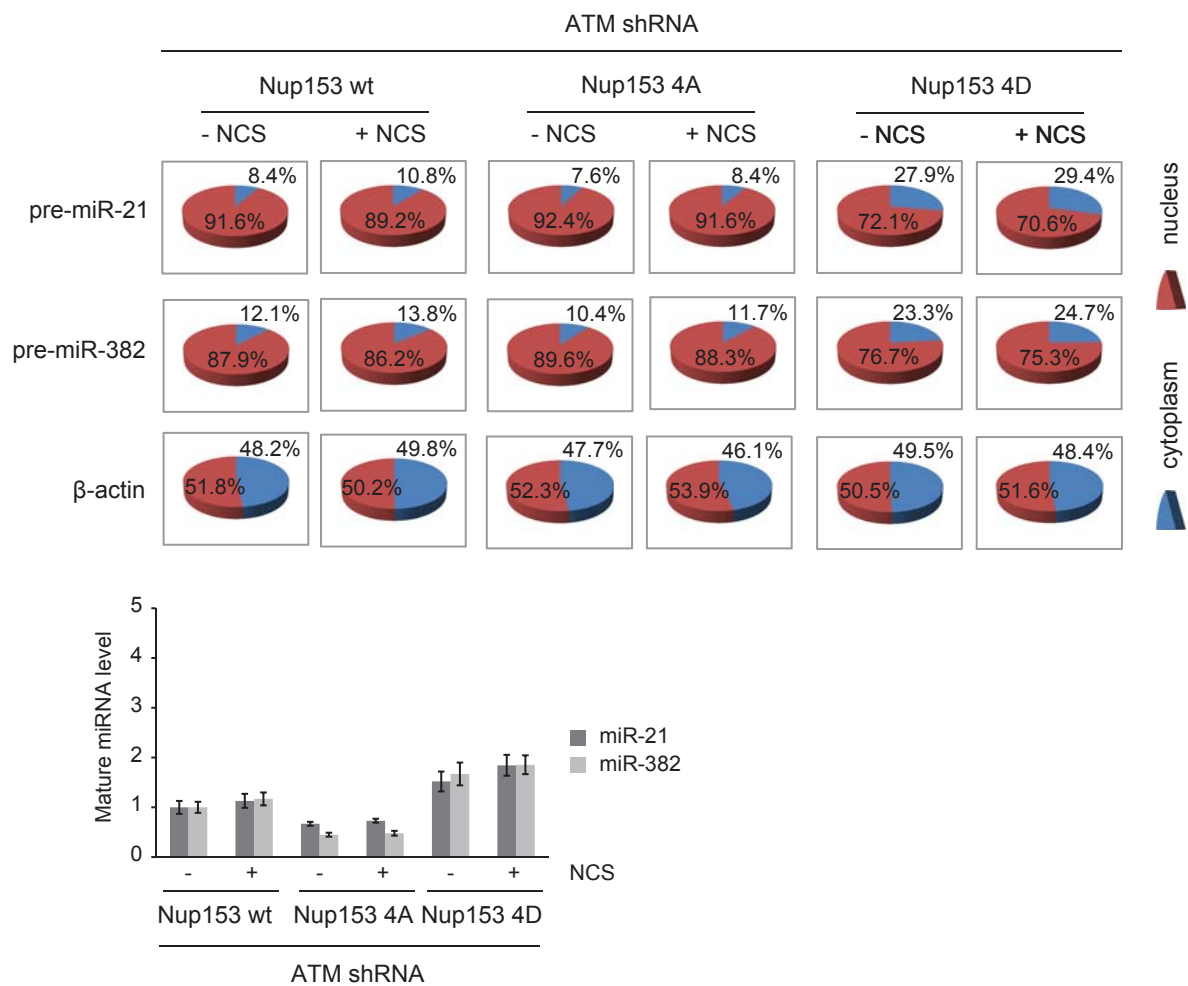 ATM shRNA
Nup153 wt Nup153 4A Nup153 4D
- NCS + NCS - NCS + NCS - NCS + NCS
pre-miR-21
8.4% 10.8% 7.6% 8.4% 27.9% 29.4%
91.6% 89.2% 92.4% 91.6% 72.1% 70.6%
pre-miR-382
12.1% 13.8% 10.4% 11.7% 23.3% 24.7%
87.9% 86.2% 89.6% 88.3% 76.7% 75.3%
β-actin
48.2% 49.8% 47.7% 46.1% 49.5% 48.4%
51.8% 50.2% 52.3% 53.9% 50.5% 51.6%
nucleus
cytoplasm
Mature miRNA level
5
4
3
2
1
0
miR-21
miR-382
- + - + - + NCS
Nup153 wt Nup153 4A Nup153 4D
ATM shRNA